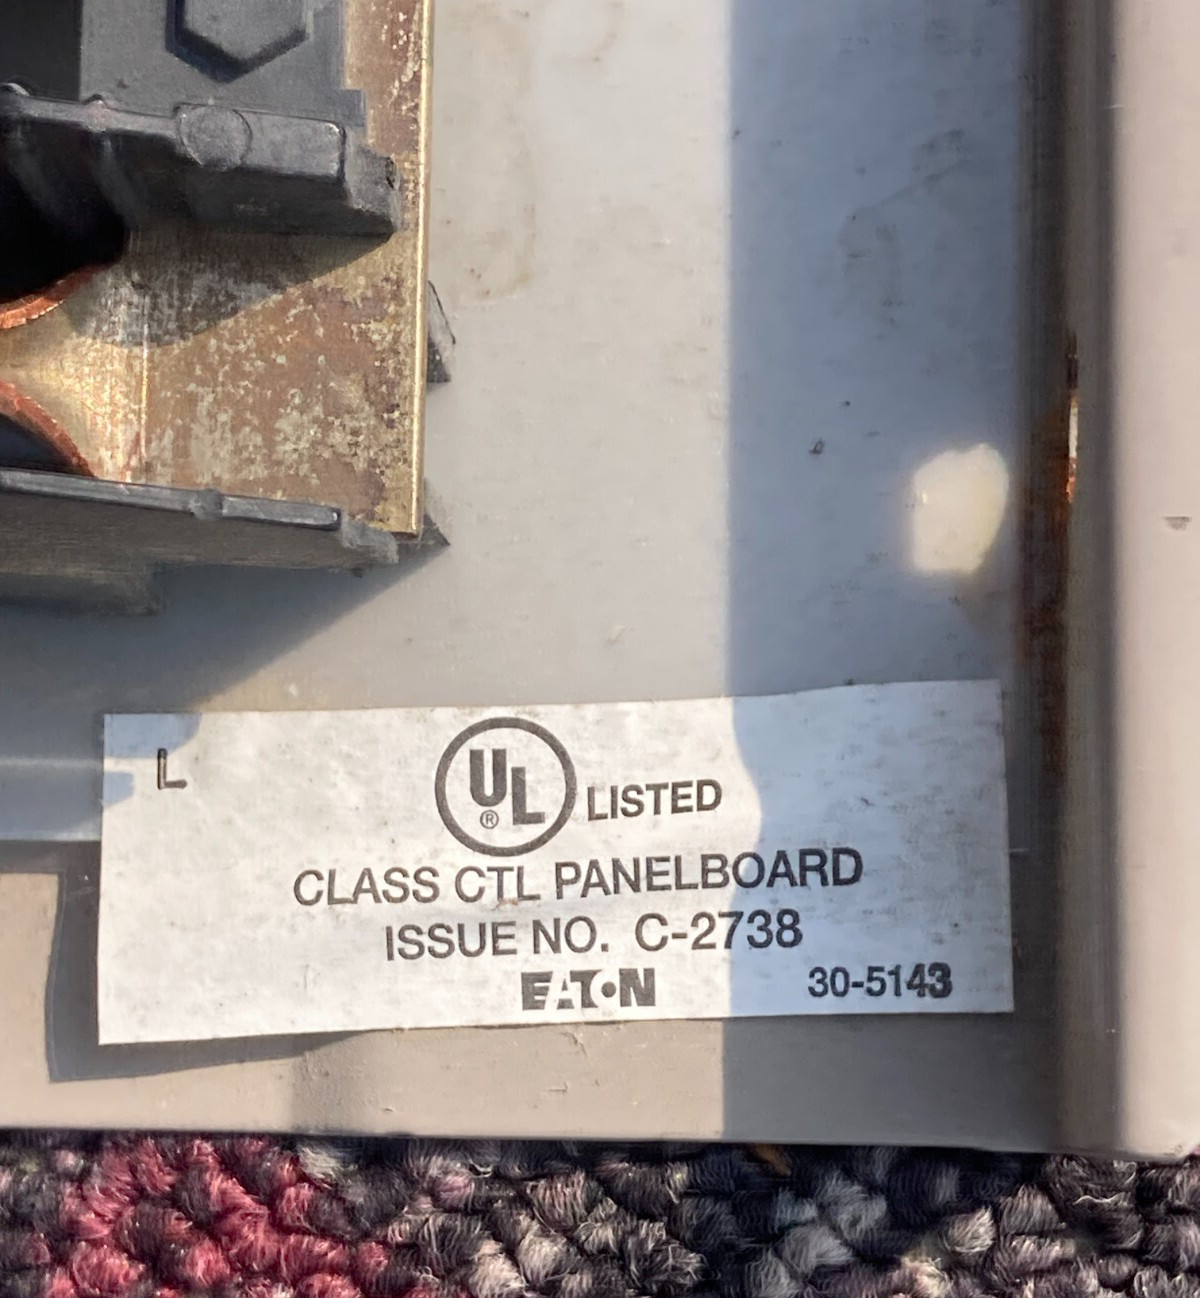 L
UL® LISTED
CLASS CTL PANELBOARD
ISSUE NO. C-2738
EATON 30-5143